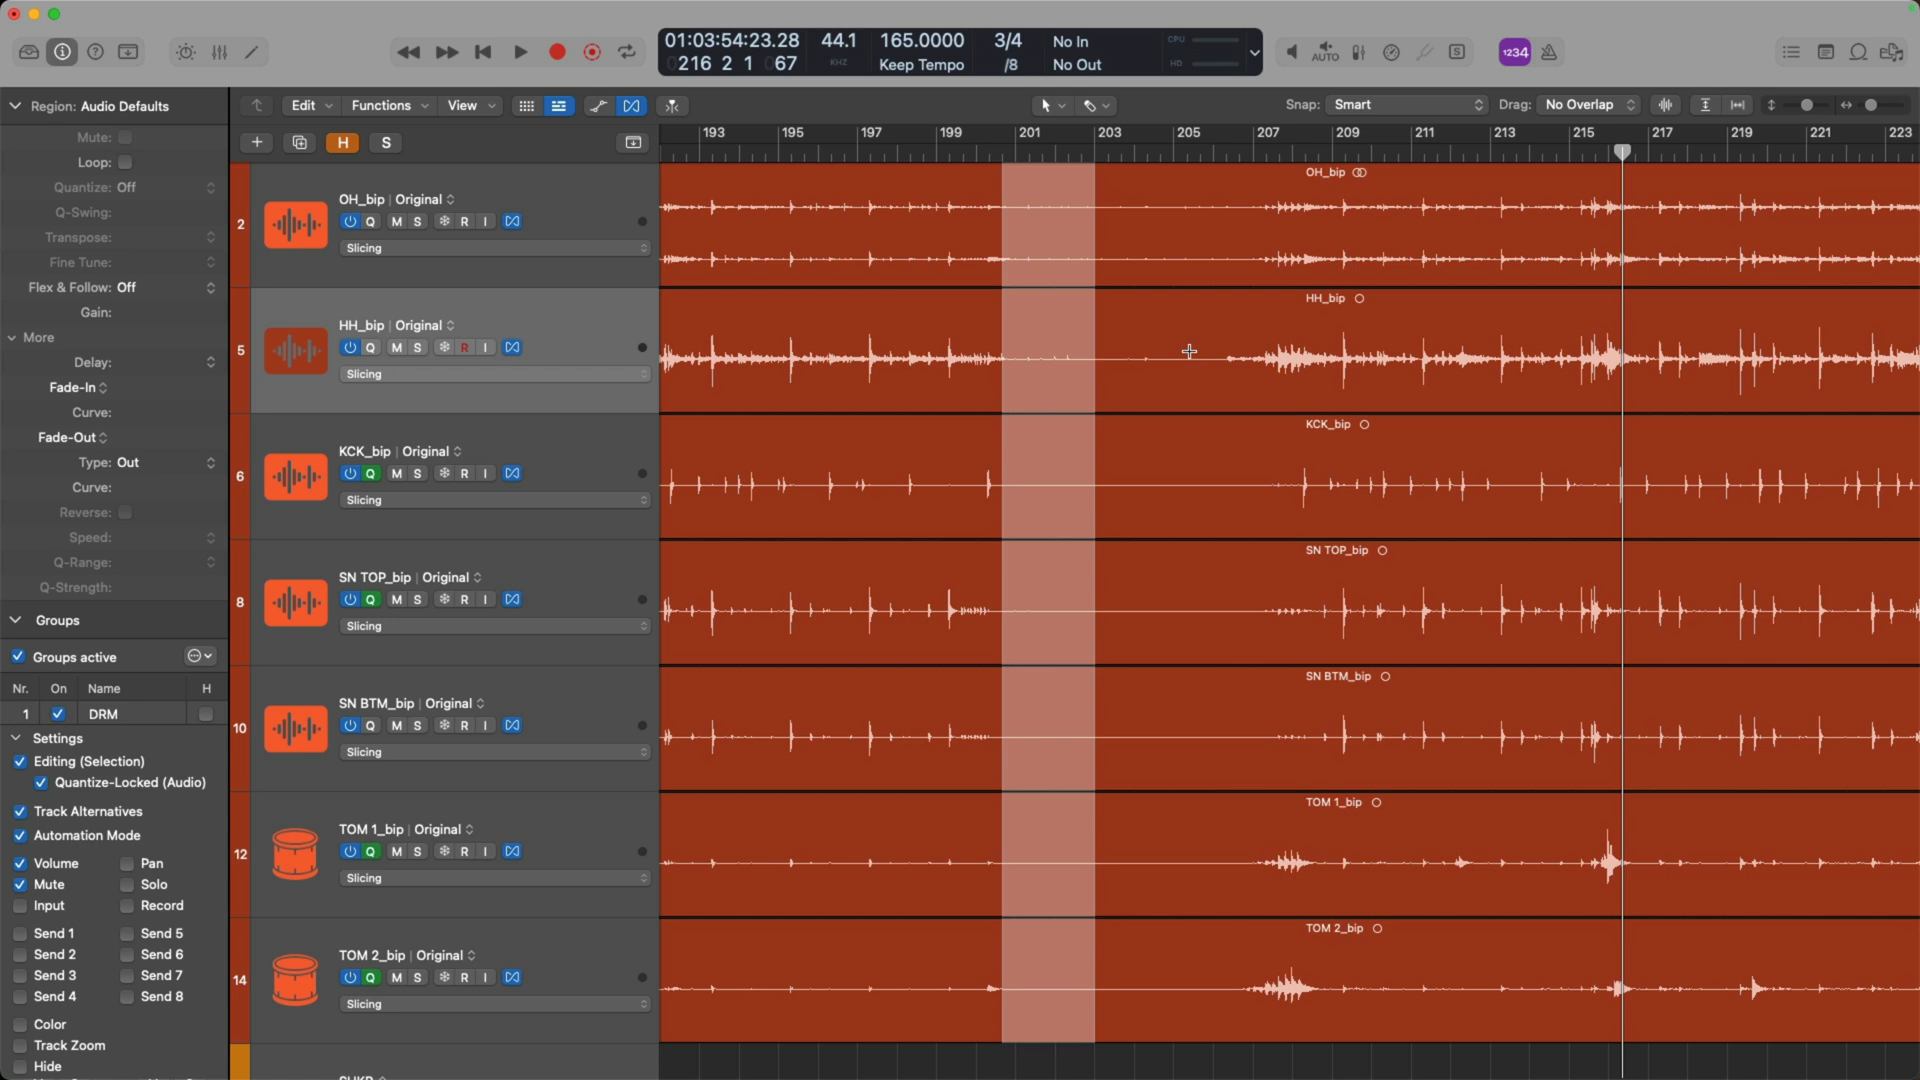 01:03:54:23.28
44.1
KHZ
165.0000
Keep Tempo
3/4
/8
No In
No Out
CPU
HD
0216 2 1 067
AUTO
S
1234
Region: Audio Defaults
Mute:
Loop:
Quantize: Off
Q-Swing:
Transpose:
Fine Tune:
Flex & Follow: Off
Gain:
More
Delay:
Fade-In
Curve:
Fade-Out
Type: Out
Curve:
Reverse:
Speed:
Q-Range:
Q-Strength:
Groups
Groups active
Nr. On Name H
1 DRM
Settings
Editing (Selection)
Quantize-Locked (Audio)
Track Alternatives
Automation Mode
Volume Pan
Mute Solo
Input Record
Send 1 Send 5
Send 2 Send 6
Send 3 Send 7
Send 4 Send 8
Color
Track Zoom
Hide
Edit Functions View
Snap: Smart
Drag: No Overlap
H S
193 195 197 199 201 203 205 207 209 211 213 215 217 219 221 223
2 OH_bip | Original
Q M S R I
Slicing
OH_bip
5 HH_bip | Original
Q M S R I
Slicing
HH_bip
6 KCK_bip | Original
Q M S R I
Slicing
KCK_bip
8 SN TOP_bip | Original
Q M S R I
Slicing
SN TOP_bip
10 SN BTM_bip | Original
Q M S R I
Slicing
SN BTM_bip
12 TOM 1_bip | Original
Q M S R I
Slicing
TOM 1_bip
14 TOM 2_bip | Original
Q M S R I
Slicing
TOM 2_bip